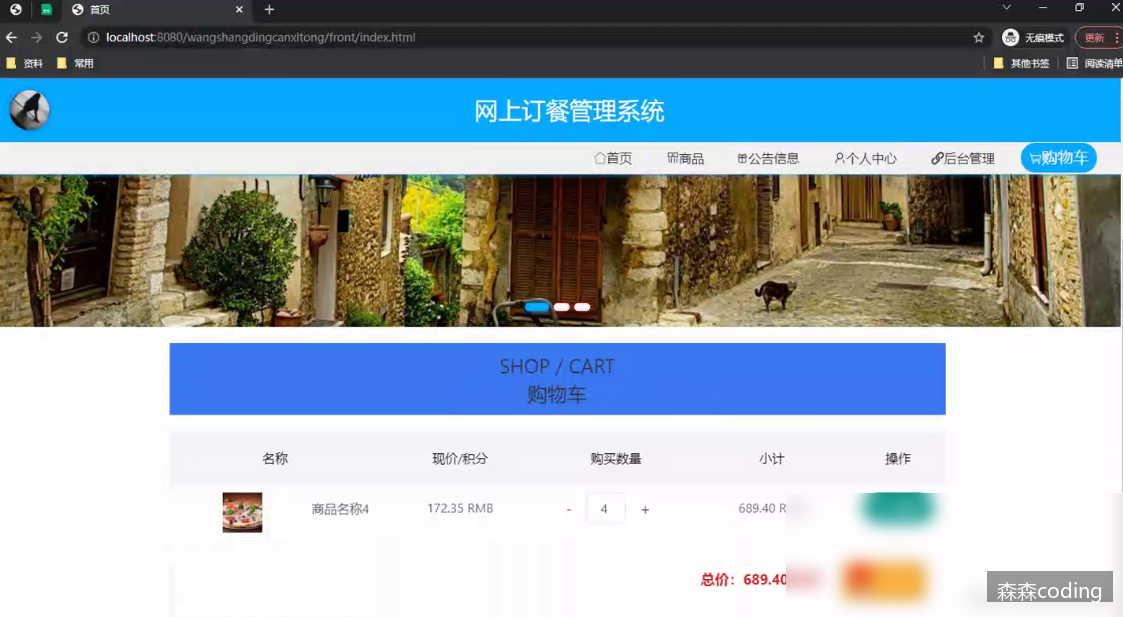 首页
localhost:8080/wangshangdingcanxitong/front/index.html
无痕模式
更新
资料
常用
其他书签
阅读清单
网上订餐管理系统
首页
商品
公告信息
个人中心
后台管理
购物车
SHOP / CART
购物车
名称
现价/积分
购买数量
小计
操作
商品名称4
172.35 RMB
- 4 +
689.40 R
总价：689.40
森森coding